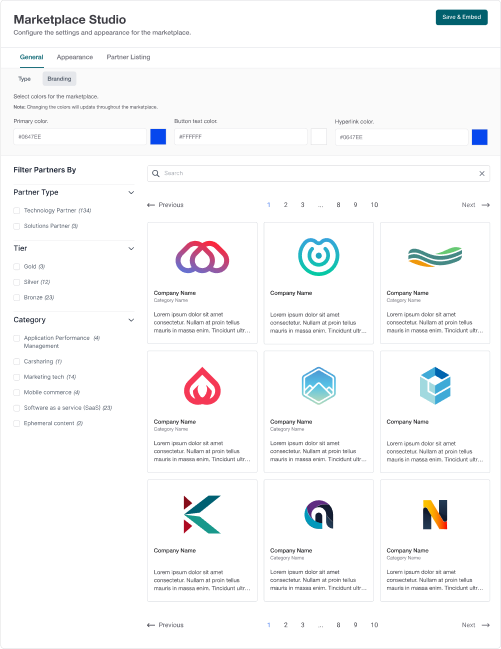 Marketplace Studio
Configure the settings and appearance for the marketplace.
Save & Embed
General Appearance Partner Listing
Type Branding
Select colors for the marketplace.
Note: Changing the colors will update throughout the marketplace.
Primary color. Button text color. Hyperlink color.
#0647EE #FFFFFF #0647EE
Filter Partners By
Partner Type
Technology Partner (134)
Solutions Partner (3)
Tier
Gold (3)
Silver (12)
Bronze (23)
Category
Application Performance (4)
Management
Carsharing (1)
Marketing tech (14)
Mobile commerce (4)
Software as a service (SaaS) (23)
Ephemeral content (2)
Search
Previous 1 2 3 ... 8 9 10 Next
Company Name
Category Name
Lorem ipsum dolor sit amet
consectetur. Nullam at proin tellus
mauris in massa enim. Tincidunt ultr...
Company Name
Category Name
Lorem ipsum dolor sit amet
consectetur. Nullam at proin tellus
mauris in massa enim. Tincidunt ultr...
Company Name
Category Name
Lorem ipsum dolor sit amet
consectetur. Nullam at proin tellus
mauris in massa enim. Tincidunt ultr...
Company Name
Category Name
Lorem ipsum dolor sit amet
consectetur. Nullam at proin tellus
mauris in massa enim. Tincidunt ultr...
Company Name
Category Name
Lorem ipsum dolor sit amet
consectetur. Nullam at proin tellus
mauris in massa enim. Tincidunt ultr...
Company Name
Lorem ipsum dolor sit amet
consectetur. Nullam at proin tellus
mauris in massa enim. Tincidunt ultr...
Company Name
Lorem ipsum dolor sit amet
consectetur. Nullam at proin tellus
mauris in massa enim. Tincidunt ultr...
Company Name
Category Name
Lorem ipsum dolor sit amet
consectetur. Nullam at proin tellus
mauris in massa enim. Tincidunt ultr...
Company Name
Category Name
Lorem ipsum dolor sit amet
consectetur. Nullam at proin tellus
mauris in massa enim. Tincidunt ultr...
Previous 1 2 3 ... 8 9 10 Next